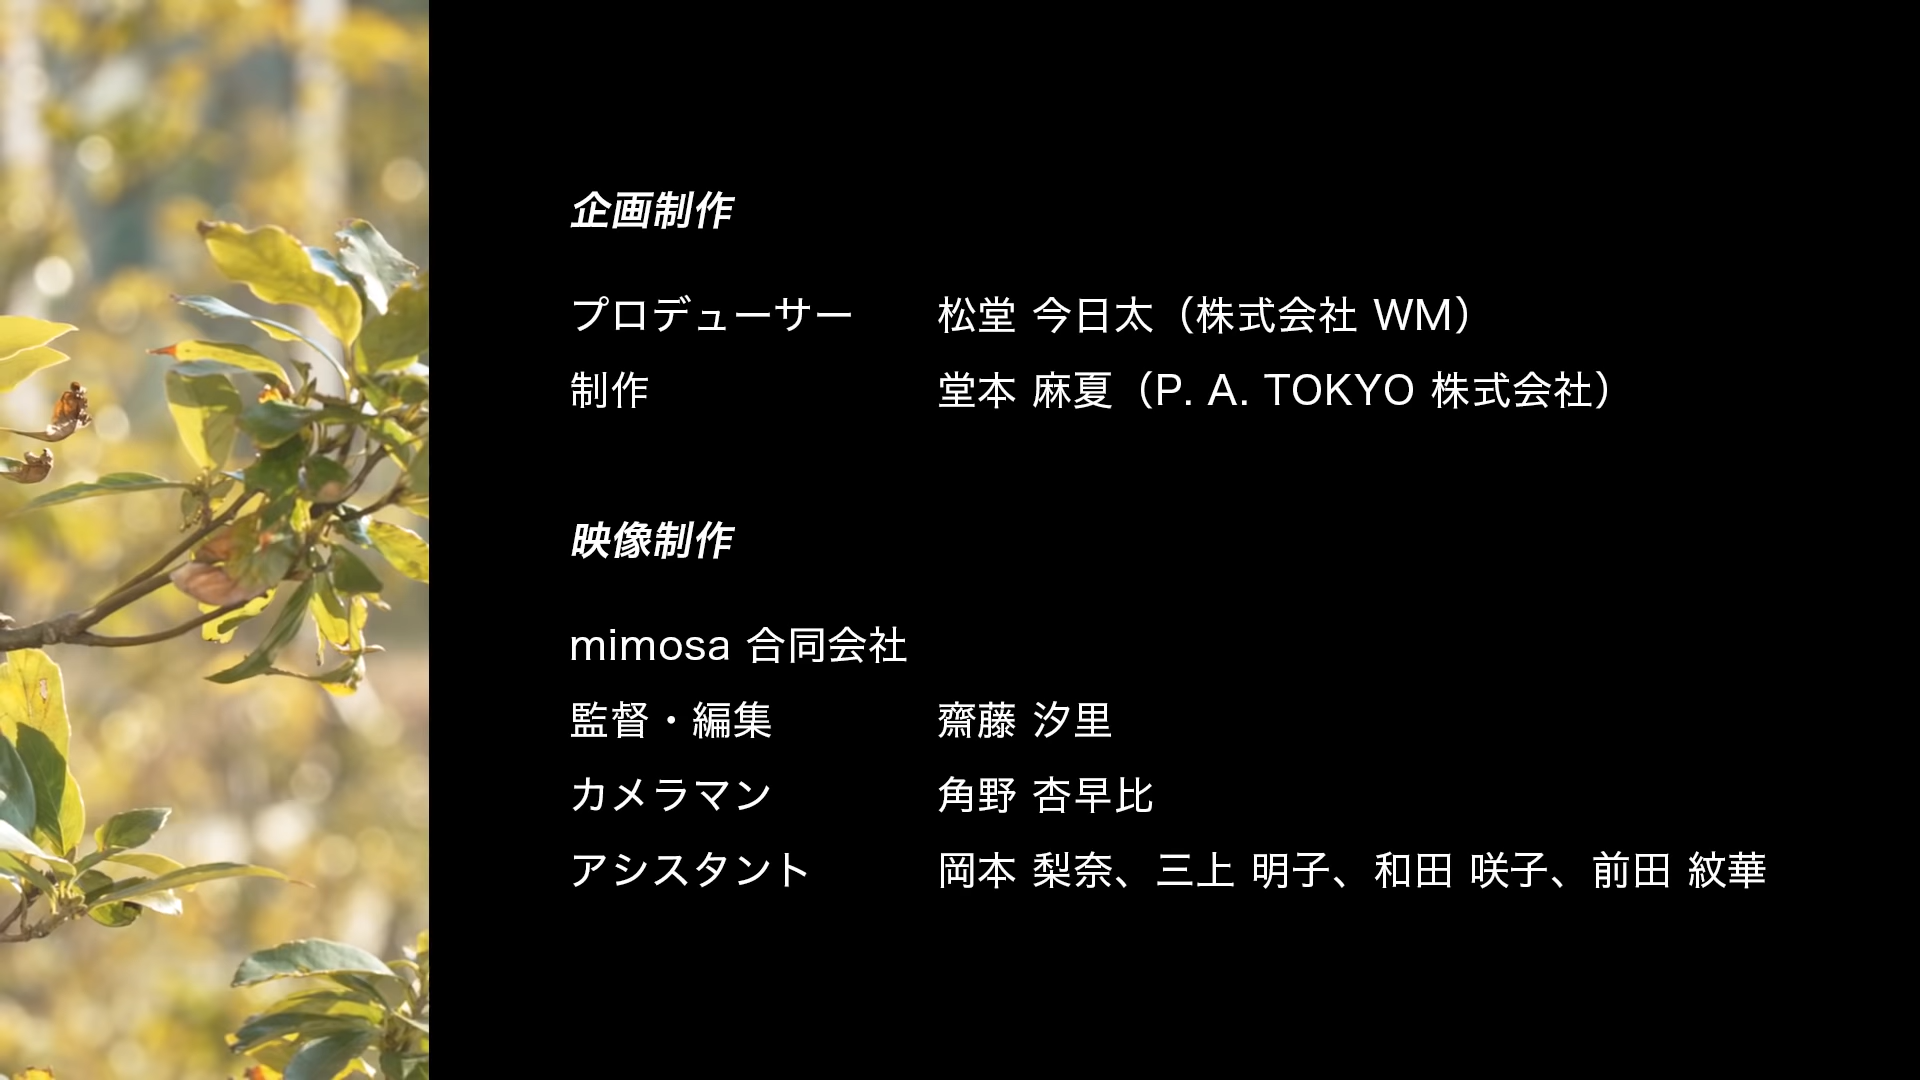 企画制作
プロデューサー 松堂 今日太（株式会社 WM）
制作 堂本 麻夏（P. A. TOKYO 株式会社）
映像制作
mimosa 合同会社
監督・編集 齋藤 汐里
カメラマン 角野 杏早比
アシスタント 岡本 梨奈、三上 明子、和田 咲子、前田 紋華